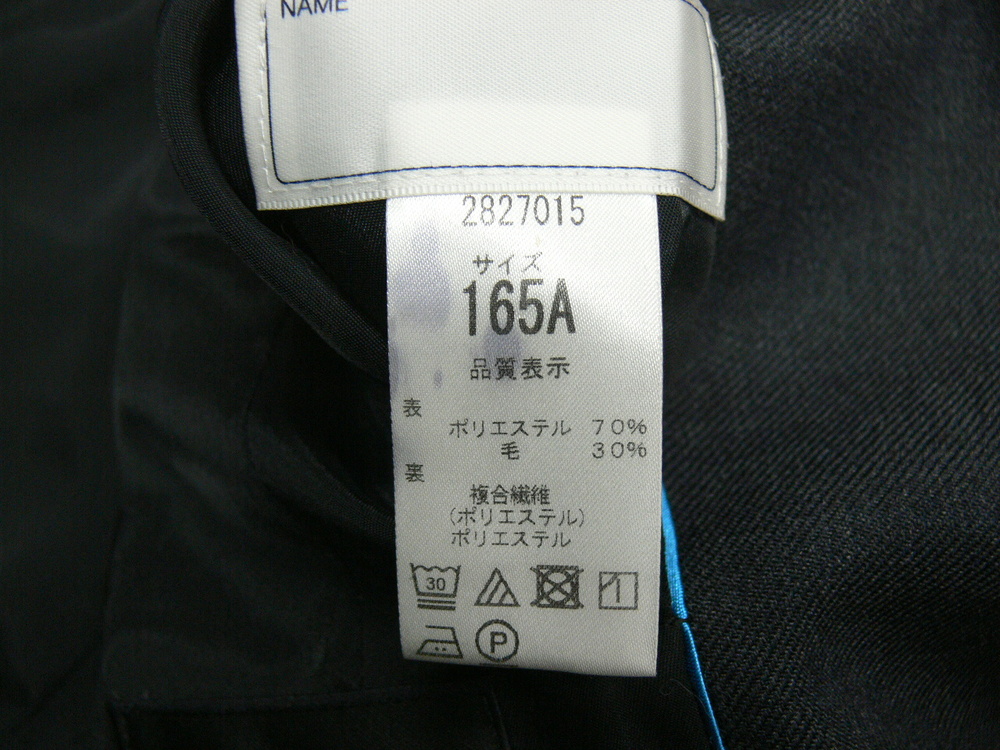 NAME
2827015
サイズ
165A
品質表示
表
ポリエステル 70%
毛 30%
裏
複合繊維
(ポリエステル)
ポリエステル
30
P